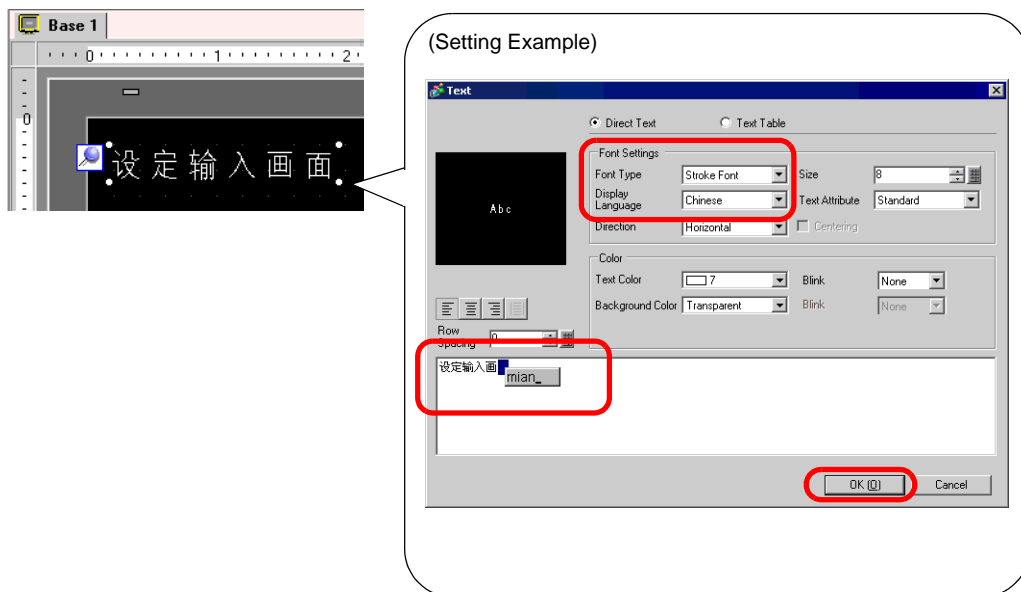 Base 1
0 1 2
0
设定输入画面
(Setting Example)
Text
Direct Text Text Table
Font Settings
Font Type Stroke Font Size 8
Display Language Chinese Text Attribute Standard
Direction Horizontal Centering
Abc
Color
Text Color 7 Blink None
Background Color Transparent Blink None
Row Spacing 0
设定输入画
mian_
OK (O) Cancel